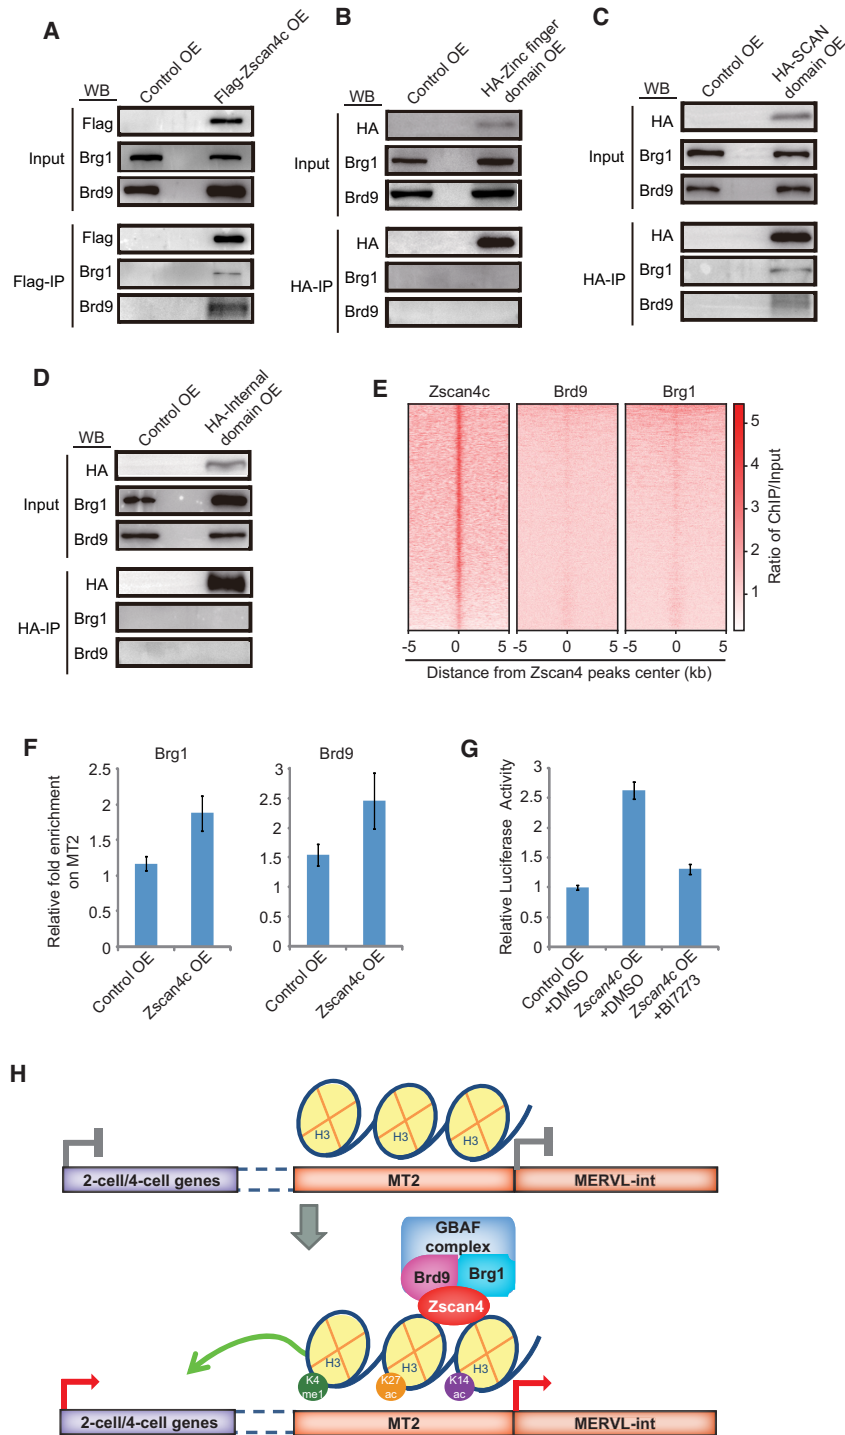 A
WB
Control OE
Flag-Zscan4c OE
Input
Flag
Brg1
Brd9
Flag-IP
Flag
Brg1
Brd9
B
WB
Control OE
HA-Zinc finger
domain OE
Input
HA
Brg1
Brd9
HA-IP
HA
Brg1
Brd9
C
WB
Control OE
HA-SCAN
domain OE
Input
HA
Brg1
Brd9
HA-IP
HA
Brg1
Brd9
D
WB
Control OE
HA-Internal
domain OE
Input
HA
Brg1
Brd9
HA-IP
HA
Brg1
Brd9
E
Zscan4c
Brd9
Brg1
5
4
3
2
1
Ratio of ChIP/Input
-5 0 5
-5 0 5
-5 0 5
Distance from Zscan4 peaks center (kb)
F
Brg1
Relative fold enrichment
on MT2
2.5
2
1.5
1
0.5
0
Control OE
Zscan4c OE
Brd9
3
2.5
2
1.5
1
0.5
0
Control OE
Zscan4c OE
G
Relative Luciferase Activity
3
2.5
2
1.5
1
0.5
0
Control OE
+DMSO
Zscan4c OE
+DMSO
Zscan4c OE
+BI7273
H
H3
H3
H3
2-cell/4-cell genes
MT2
MERVL-int
GBAF
complex
Brd9
Brg1
Zscan4
H3
H3
H3
K4
me1
K27
ac
K14
ac
2-cell/4-cell genes
MT2
MERVL-int